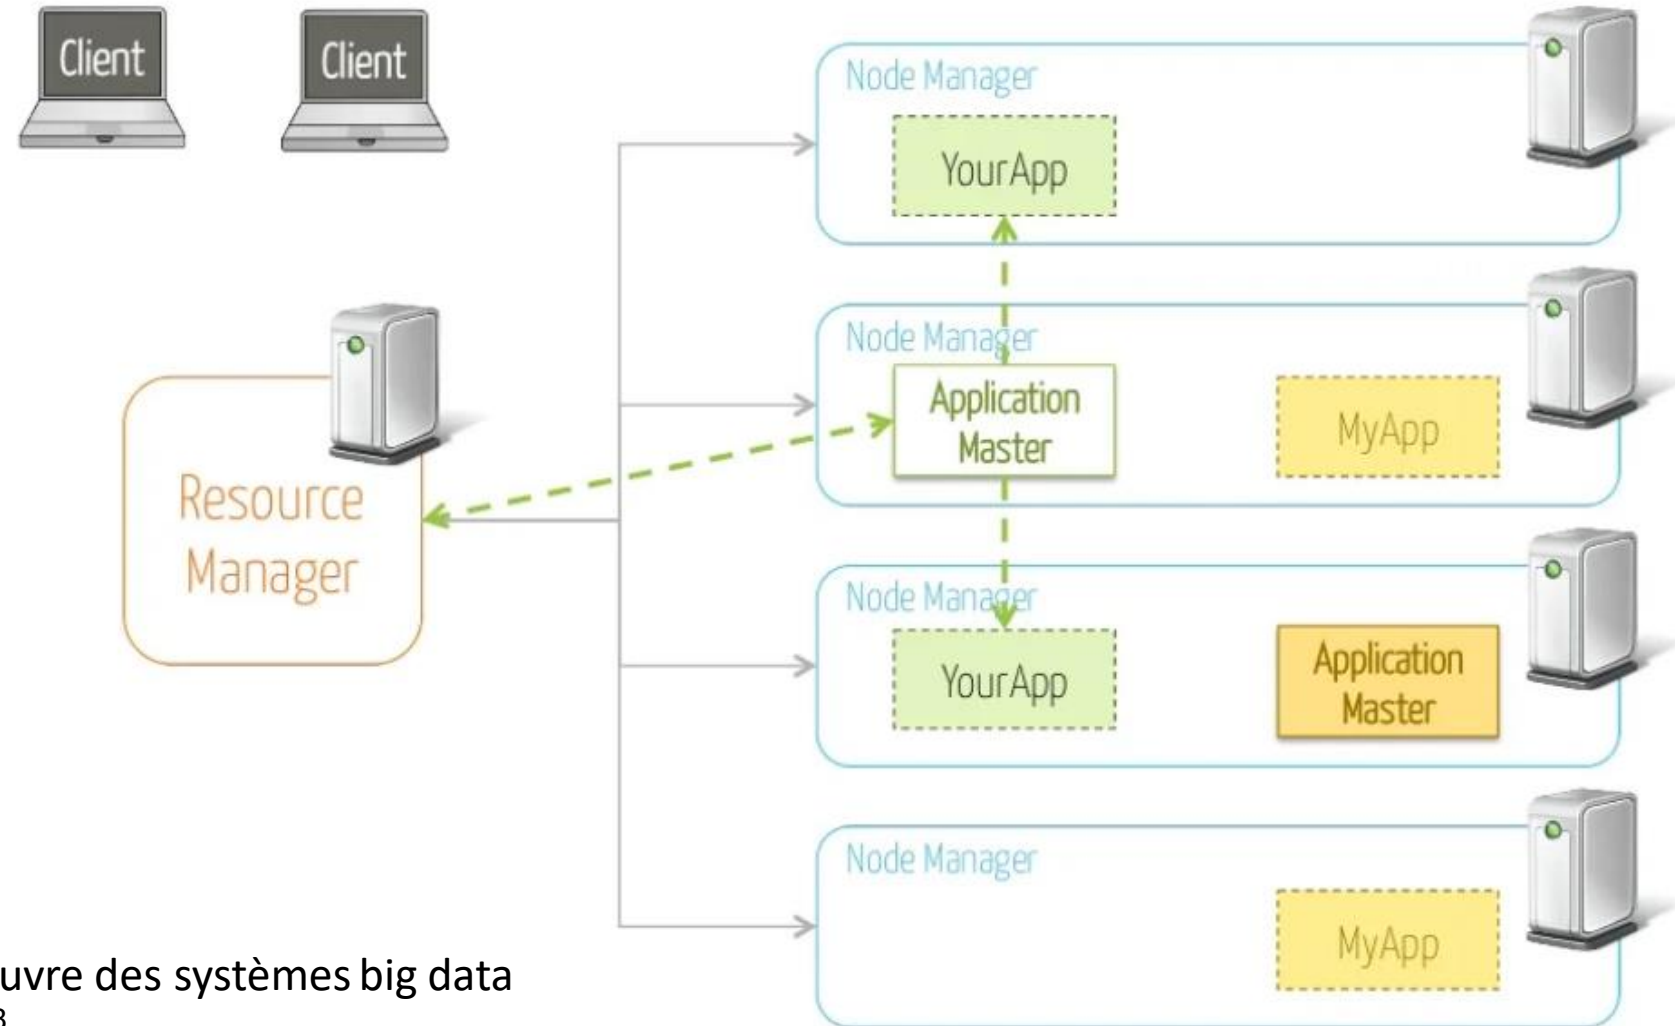 Client
Client
Node Manager
YourApp
Node Manager
Application
Master
MyApp
Resource
Manager
Node Manager
YourApp
Application
Master
Node Manager
MyApp
uvre des systèmes big data